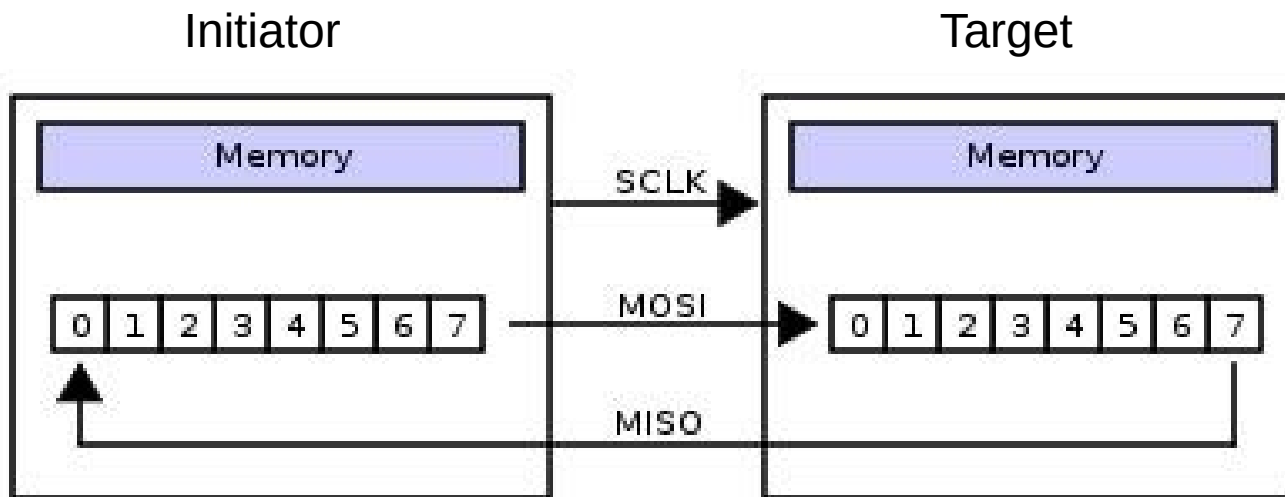 Initiator Target
Memory Memory
SCLK
MOSI
0 1 2 3 4 5 6 7 0 1 2 3 4 5 6 7
MISO